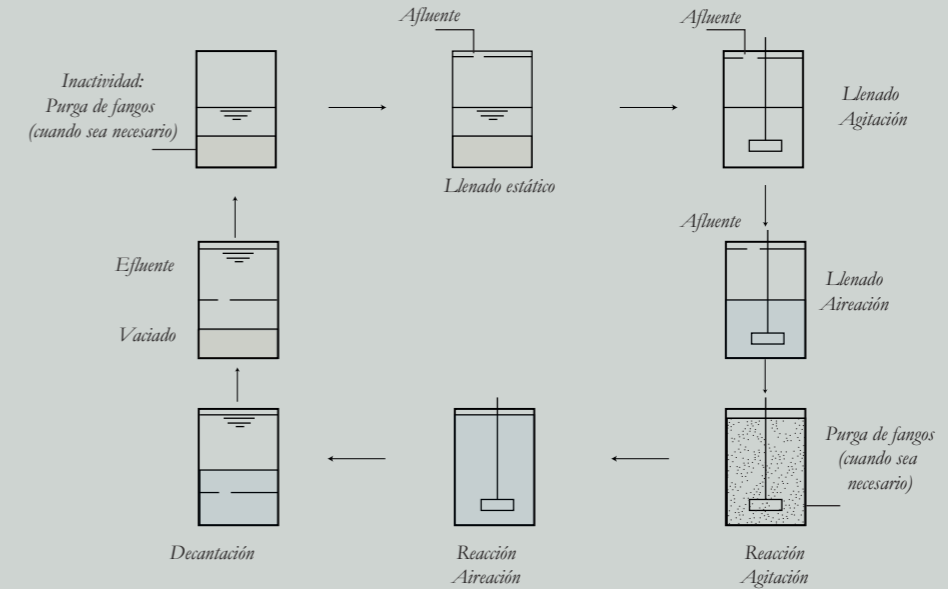 Afluente
Afluente
Inactividad:
Purga de fangos
(cuando sea necesario)
Llenado
Agitación
Llenado estático
Afluente
Efluente
Llenado
Aireación
Vaciado
Purga de fangos
(cuando sea
necesario)
Decantación
Reacción
Aireación
Reacción
Agitación